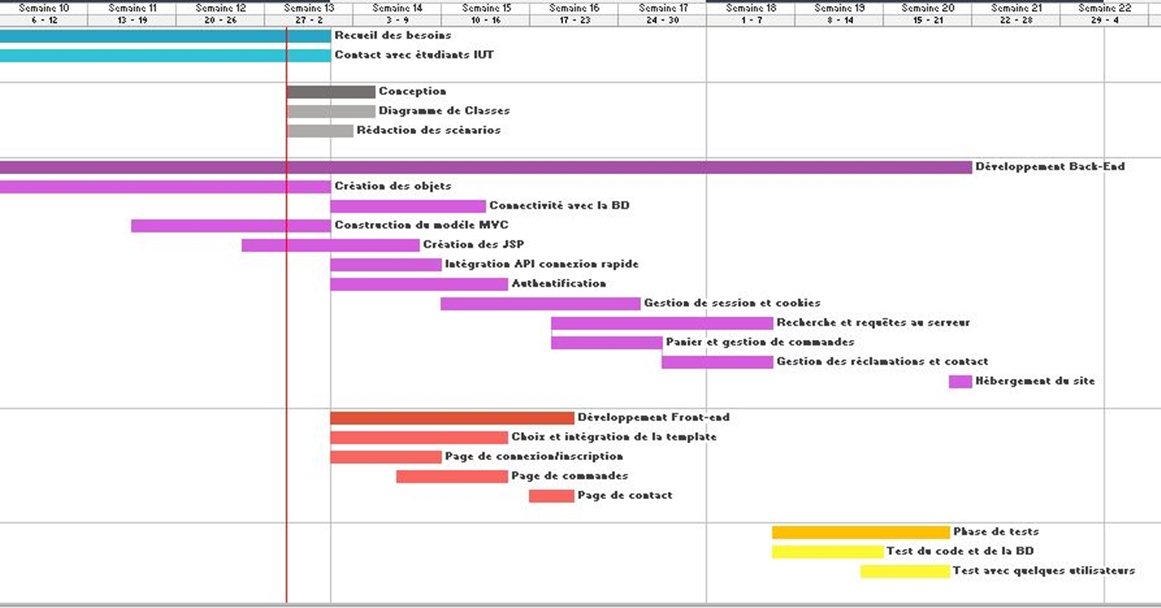 Semaine 10 Semaine 11 Semaine 12 Semaine 13 Semaine 14 Semaine 15 Semaine 16 Semaine 17 Semaine 18 Semaine 19 Semaine 20 Semaine 21 Semaine 22
6 - 12 13 - 19 20 - 26 27 - 2 3 - 9 10 - 16 17 - 23 24 - 30 1 - 7 8 - 14 15 - 21 22 - 28 29 - 4
Recueil des besoins
Contact avec étudiants IUT
Conception
Diagramme de Classes
Rédaction des scénarios
Développement Back-End
Création des objets
Connectivité avec la BD
Construction du modéle MVC
Création des JSP
Intégration API connexion rapide
Authentification
Gestion de session et cookies
Recherche et requêtes au serveur
Panier et gestion de commandes
Gestion des réclamations et contact
Hébergement du site
Développement Front-end
Choix et intégration de la template
Page de connexion/inscription
Page de commandes
Page de contact
Phase de tests
Test du code et de la BD
Test avec quelques utilisateurs